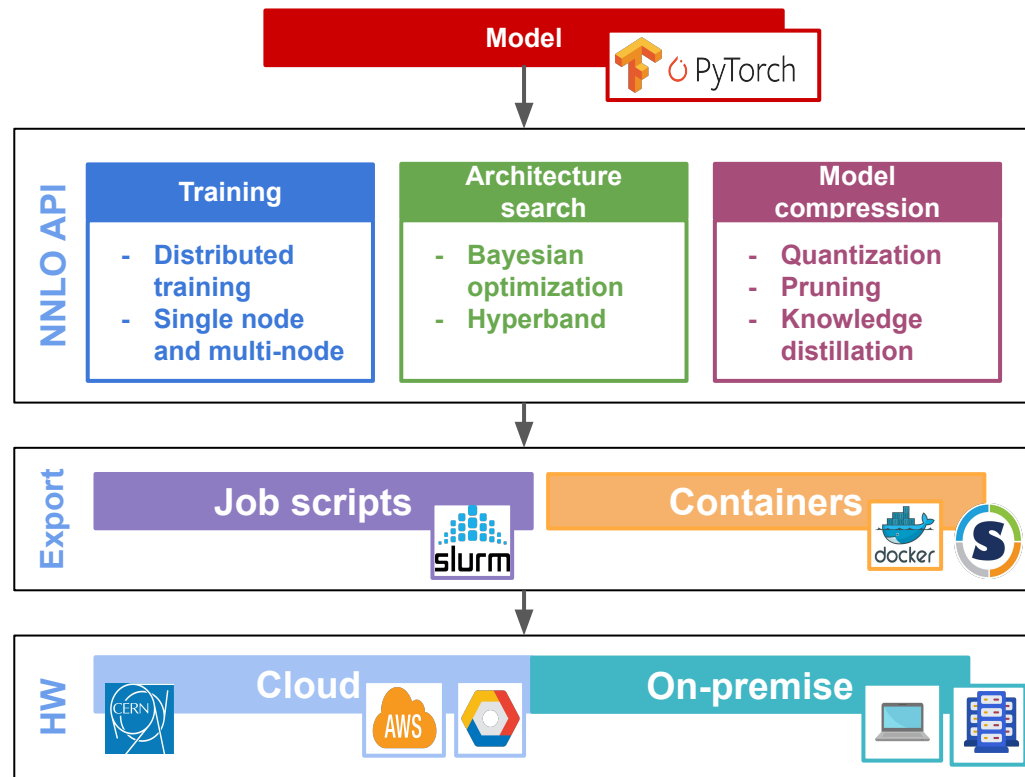 Model
PyTorch
NNLO API
Training
- Distributed
training
- Single node
and multi-node
Architecture
search
- Bayesian
optimization
- Hyperband
Model
compression
- Quantization
- Pruning
- Knowledge
distillation
Export
Job scripts
slurm
Containers
docker
S
HW
Cloud
CERN
AWS
On-premise